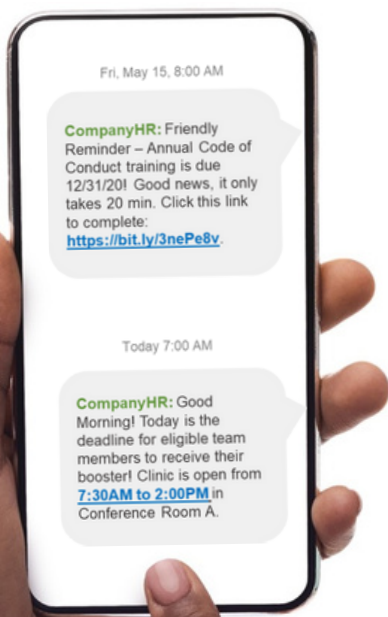 Fri, May 15, 8:00 AM
CompanyHR: Friendly
Reminder – Annual Code of
Conduct training is due
12/31/20! Good news, it only
takes 20 min. Click this link
to complete:
https://bit.ly/3nePe8v.
Today 7:00 AM
CompanyHR: Good
Morning! Today is the
deadline for eligible team
members to receive their
booster! Clinic is open from
7:30AM to 2:00PM in
Conference Room A.